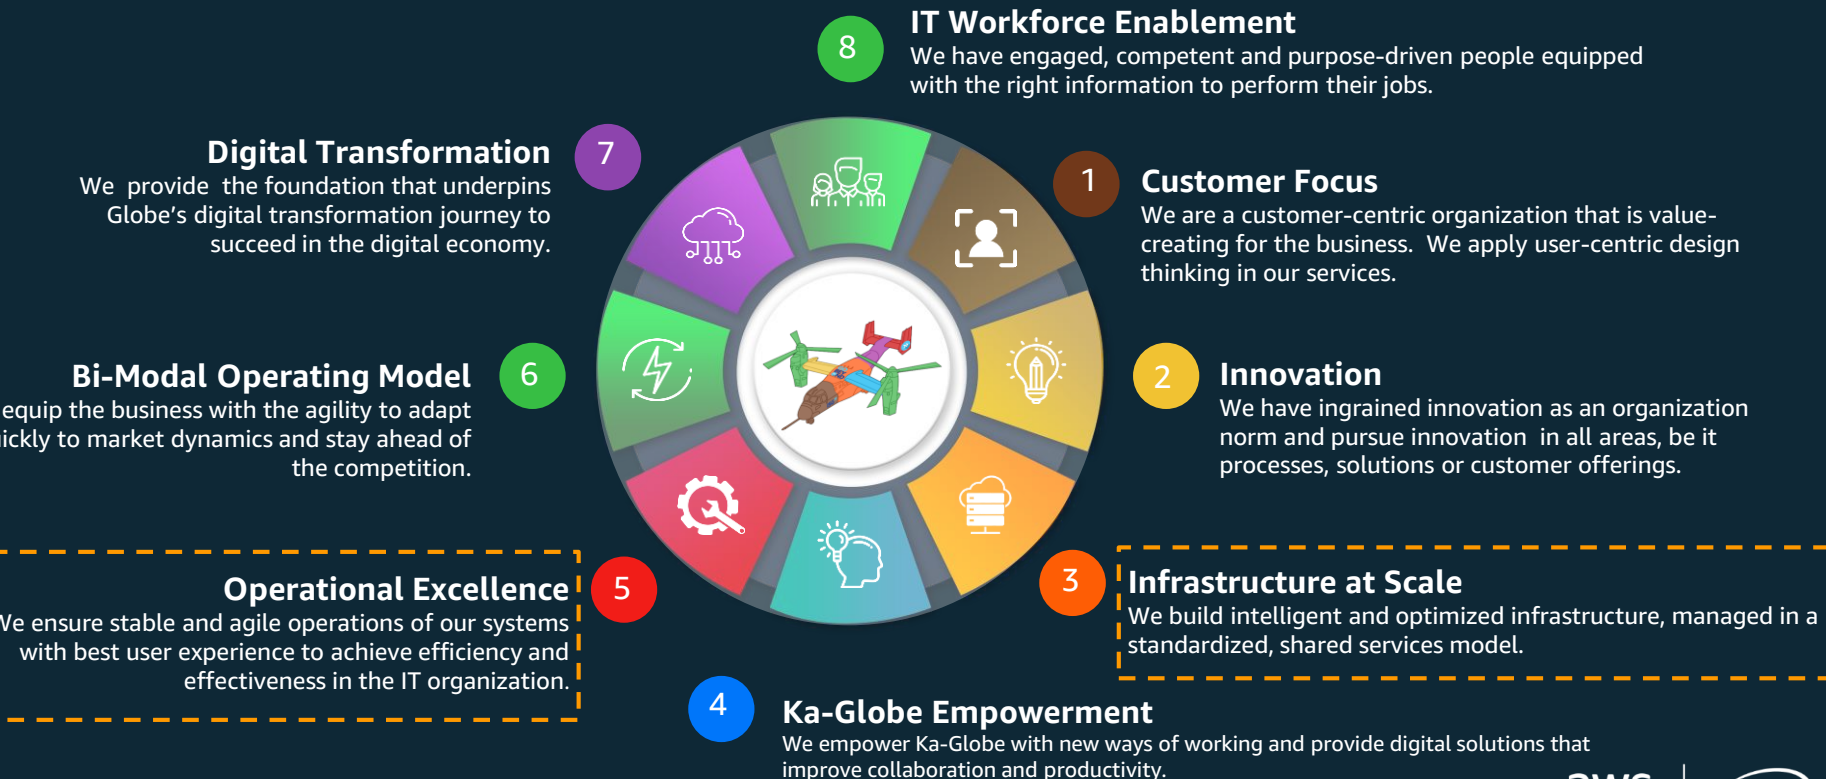 8
IT Workforce Enablement
We have engaged, competent and purpose-driven people equipped
with the right information to perform their jobs.
7
Digital Transformation
We provide the foundation that underpins
Globe’s digital transformation journey to
succeed in the digital economy.
1
Customer Focus
We are a customer-centric organization that is value-
creating for the business. We apply user-centric design
thinking in our services.
6
Bi-Modal Operating Model
equip the business with the agility to adapt
to market dynamics and stay ahead of
the competition.
2
Innovation
We have ingrained innovation as an organization
norm and pursue innovation in all areas, be it
processes, solutions or customer offerings.
5
Operational Excellence
We ensure stable and agile operations of our systems
with best user experience to achieve efficiency and
effectiveness in the IT organization.
3
Infrastructure at Scale
We build intelligent and optimized infrastructure, managed in a
standardized, shared services model.
4
Ka-Globe Empowerment
We empower Ka-Globe with new ways of working and provide digital solutions that
improve collaboration and productivity.
aws